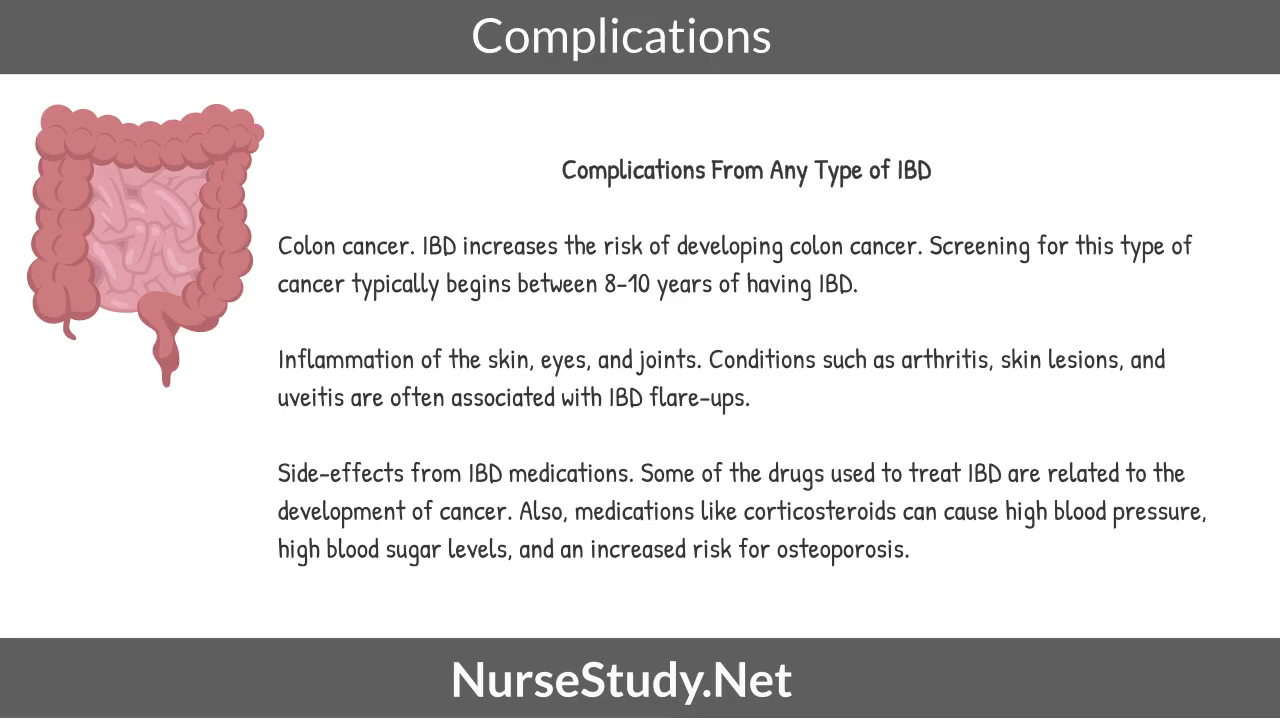 Complications
Complications From Any Type of IBD
Colon cancer. IBD increases the risk of developing colon cancer. Screening for this type of
cancer typically begins between 8-10 years of having IBD.
Inflammation of the skin, eyes, and joints. Conditions such as arthritis, skin lesions, and
uveitis are often associated with IBD flare-ups.
Side-effects from IBD medications. Some of the drugs used to treat IBD are related to the
development of cancer. Also, medications like corticosteroids can cause high blood pressure,
high blood sugar levels, and an increased risk for osteoporosis.
NurseStudy.Net